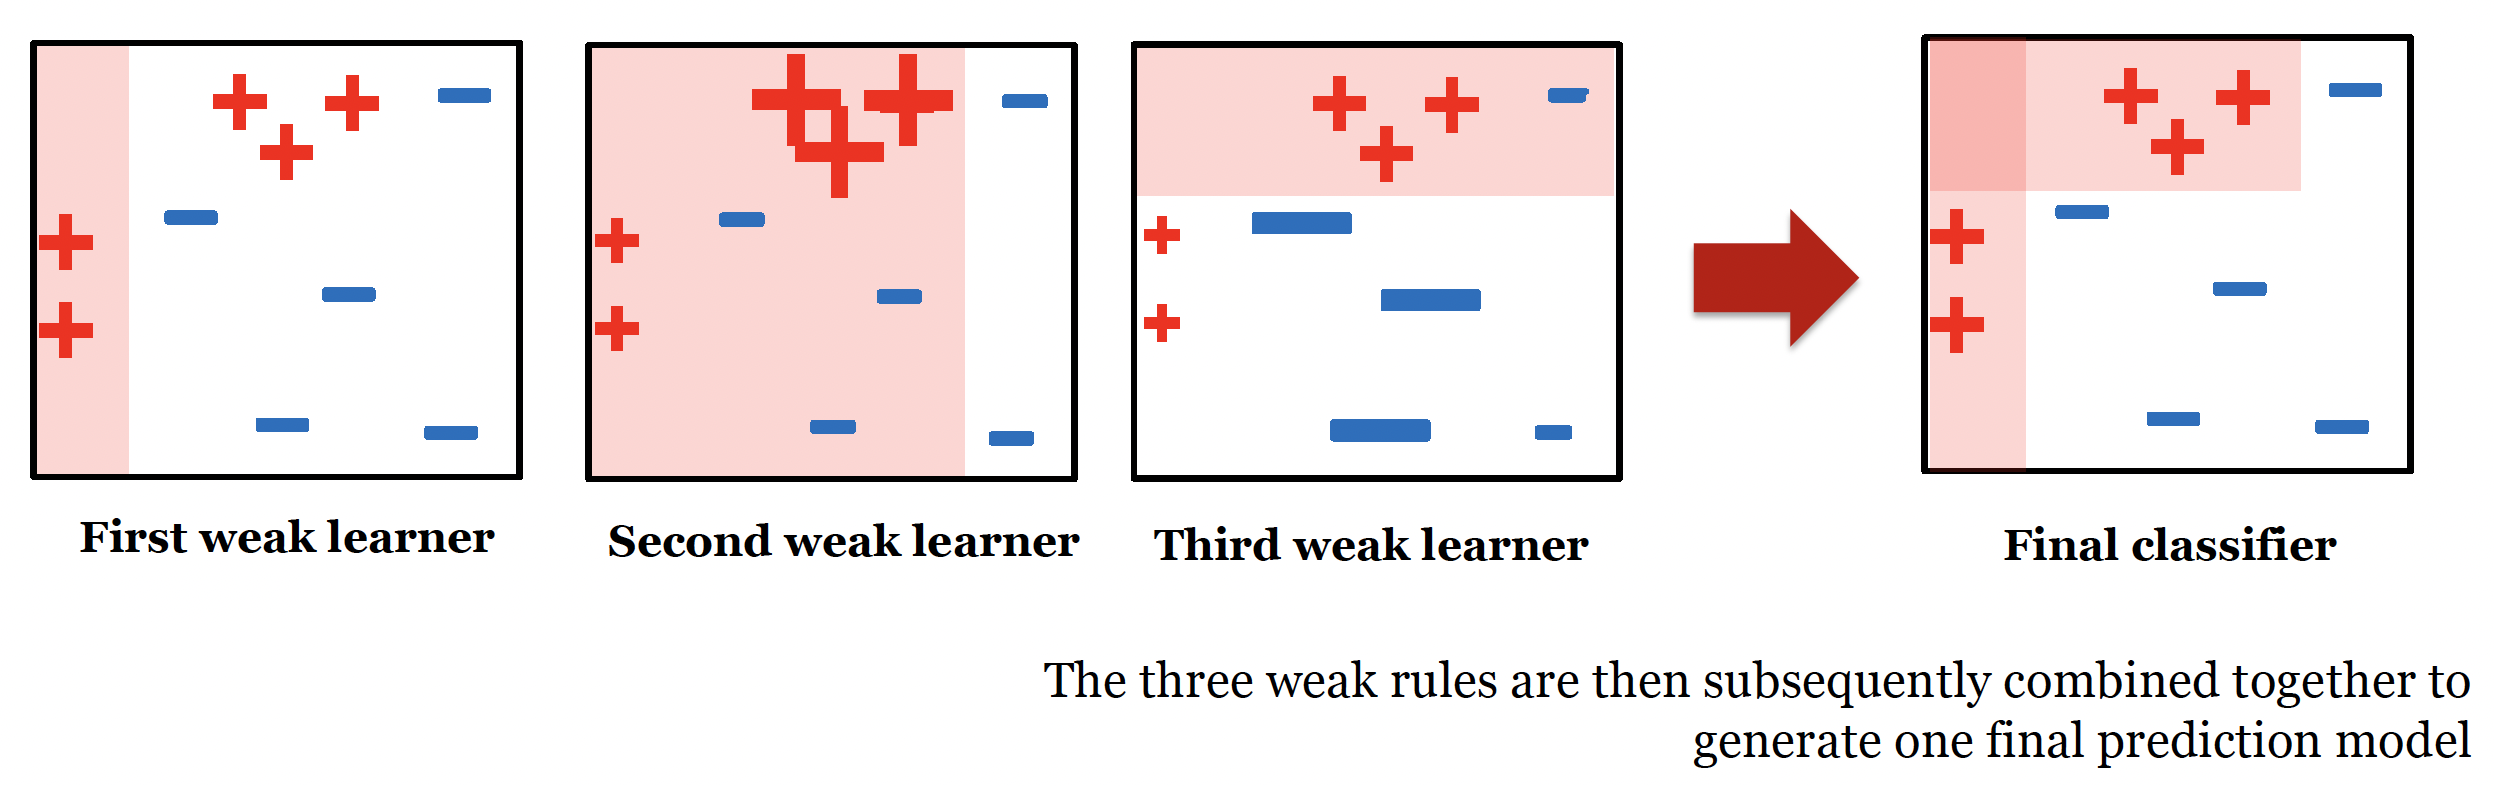 First weak learner
Second weak learner
Third weak learner
Final classifier
The three weak rules are then subsequently combined together to
generate one final prediction model